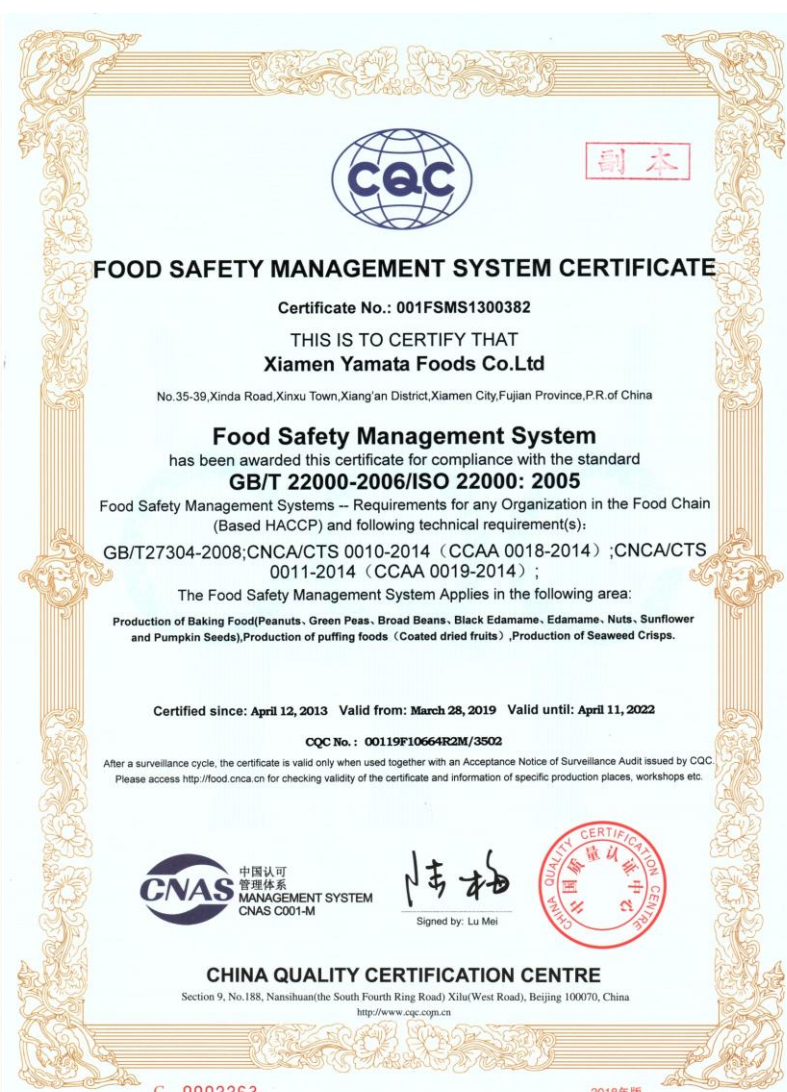 CQC
副本
FOOD SAFETY MANAGEMENT SYSTEM CERTIFICATE
Certificate No.: 001FSMS1300382
THIS IS TO CERTIFY THAT
Xiamen Yamata Foods Co.Ltd
No.35-39,Xinda Road,Xinxu Town,Xiang'an District,Xiamen City,Fujian Province,P.R.of China
Food Safety Management System
has been awarded this certificate for compliance with the standard
GB/T 22000-2006/ISO 22000: 2005
Food Safety Management Systems -- Requirements for any Organization in the Food Chain
(Based HACCP) and following technical requirement(s):
GB/T27304-2008;CNCA/CTS 0010-2014（CCAA 0018-2014）;CNCA/CTS
0011-2014（CCAA 0019-2014）;
The Food Safety Management System Applies in the following area:
Production of Baking Food(Peanuts、Green Peas、Broad Beans、Black Edamame、Edamame、Nuts、Sunflower
and Pumpkin Seeds),Production of puffing foods（Coated dried fruits）,Production of Seaweed Crisps.
Certified since: April 12, 2013 Valid from: March 28, 2019 Valid until: April 11, 2022
CQC No. : 00119F10664R2M/3502
After a surveillance cycle, the certificate is valid only when used together with an Acceptance Notice of Surveillance Audit issued by CQC.
Please access http://food.cnca.cn for checking validity of the certificate and information of specific production places, workshops etc.
CNAS
中国认可
管理体系
MANAGEMENT SYSTEM
CNAS C001-M
陆梅
Signed by: Lu Mei
CHINA QUALITY CERTIFICATION CENTRE
中国质量认证中心
CHINA QUALITY CERTIFICATION CENTRE
Section 9, No.188, Nansihuan(the South Fourth Ring Road) Xilu(West Road), Beijing 100070, China
http://www.cqc.com.cn